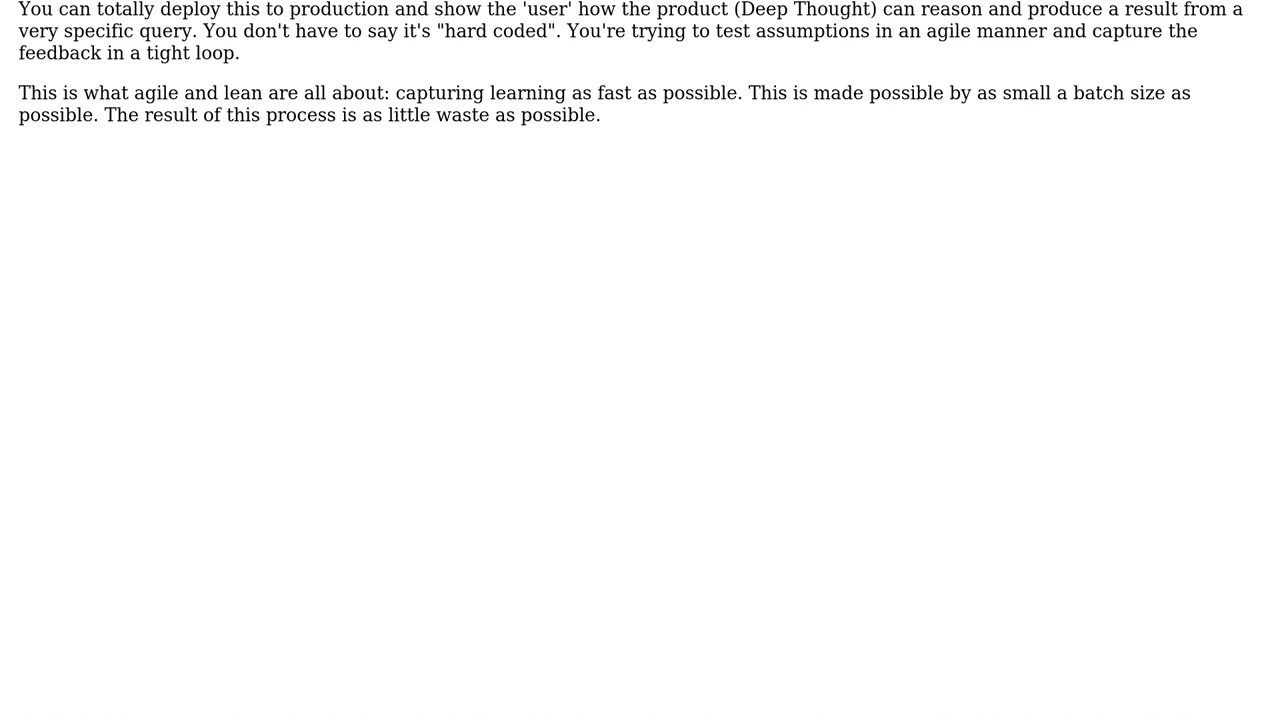 You can totally deploy this to production and show the 'user' how the product (Deep Thought) can reason and produce a result from a
very specific query. You don't have to say it's "hard coded". You're trying to test assumptions in an agile manner and capture the
feedback in a tight loop.
This is what agile and lean are all about: capturing learning as fast as possible. This is made possible by as small a batch size as
possible. The result of this process is as little waste as possible.